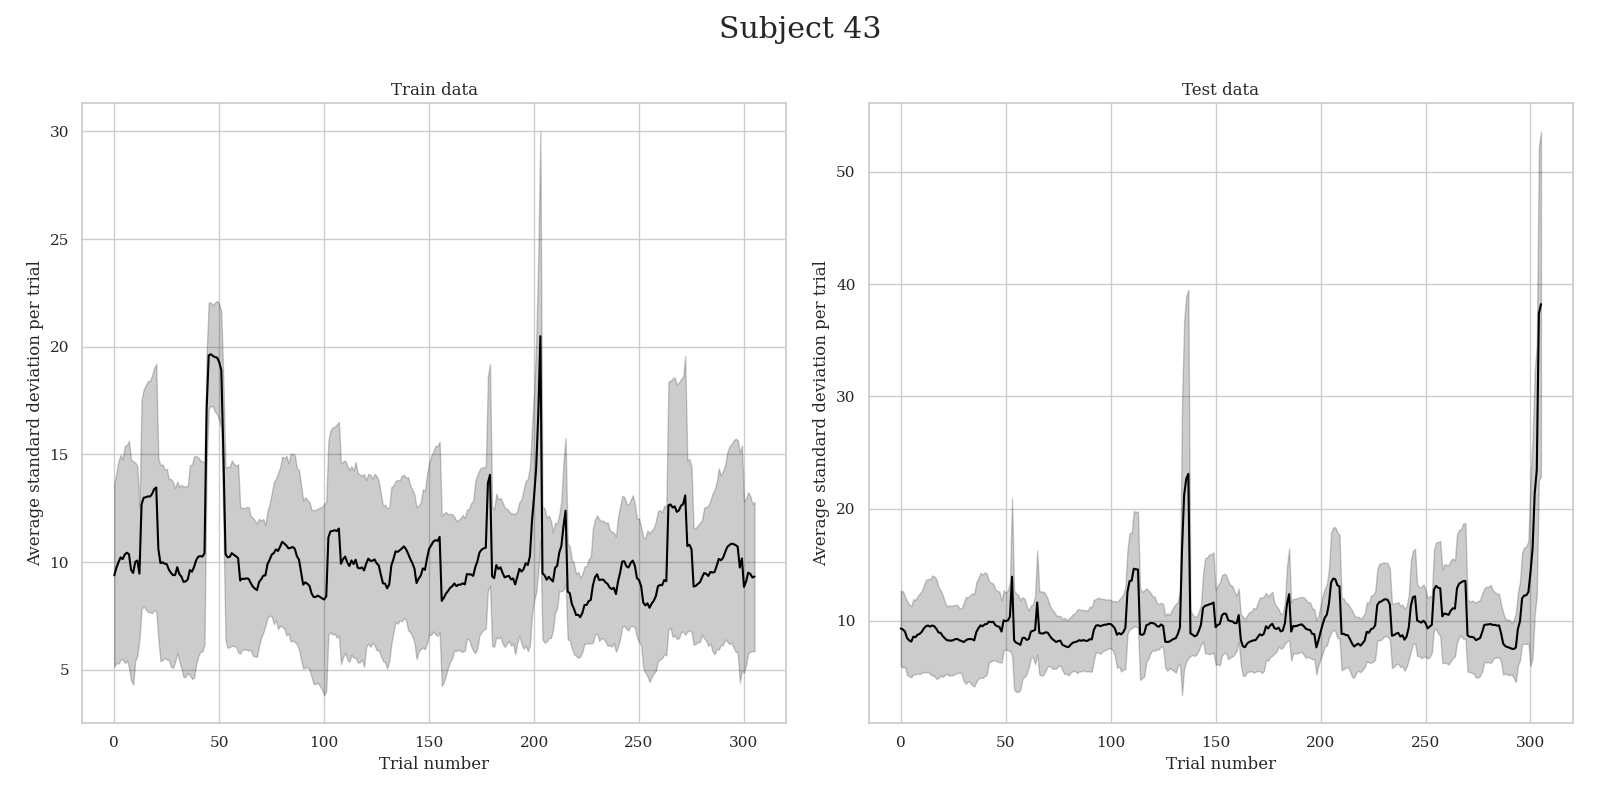 Subject 43
Train data
30
25
20
15
10
5
0 50 100 150 200 250 300
Trial number
Average standard deviation per trial
Test data
50
40
30
20
10
0 50 100 150 200 250 300
Trial number
Average standard deviation per trial